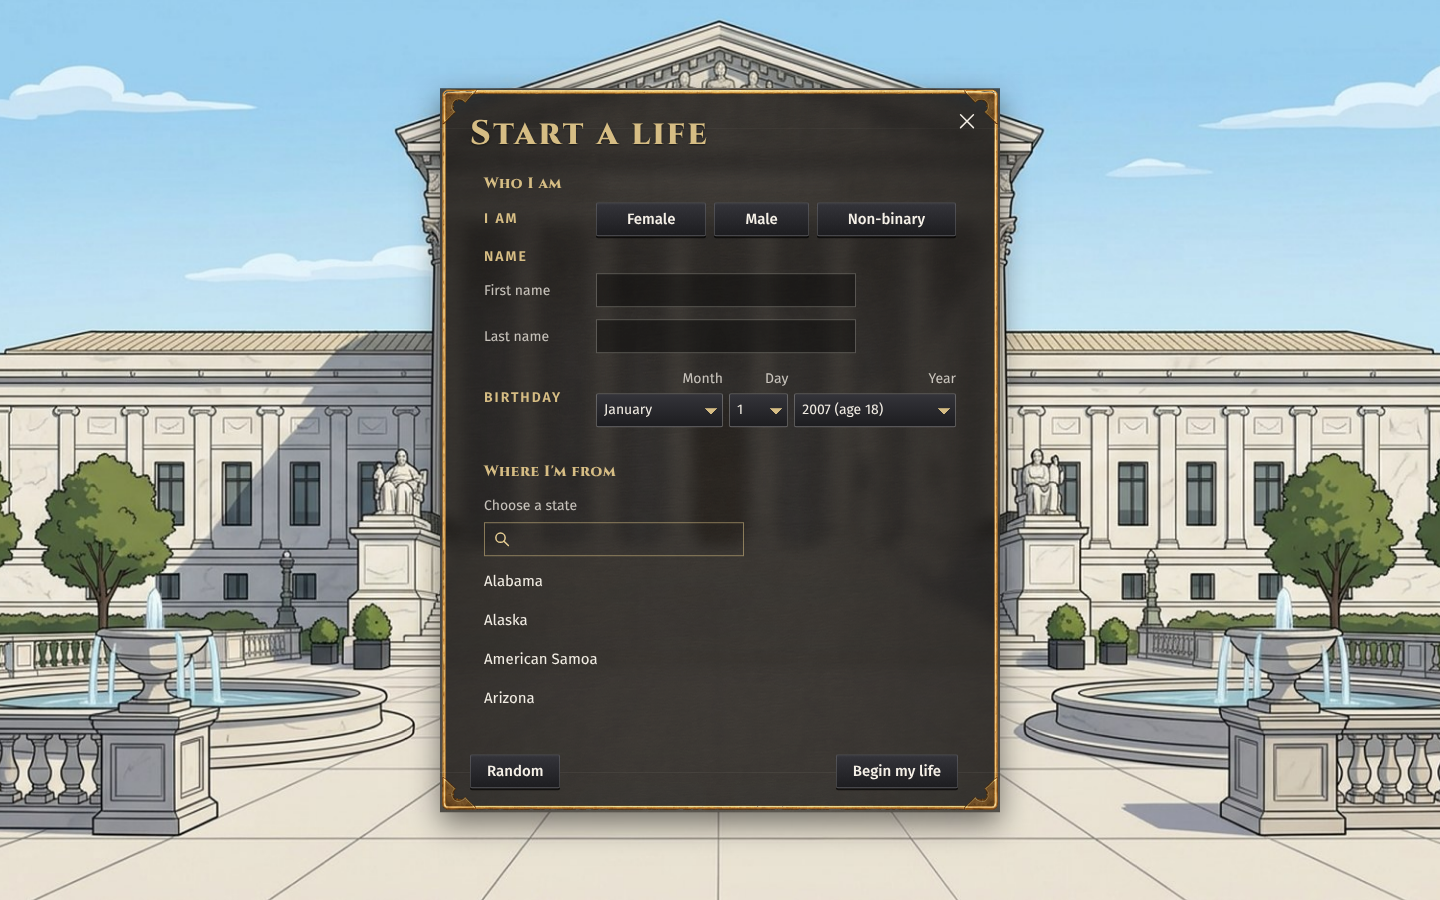 Start a life
Who I am
I AM
Female Male Non-binary
NAME
First name
Last name
Month Day Year
BIRTHDAY
January 1 2007 (age 18)
Where I'm from
Choose a state
Alabama
Alaska
American Samoa
Arizona
Random Begin my life